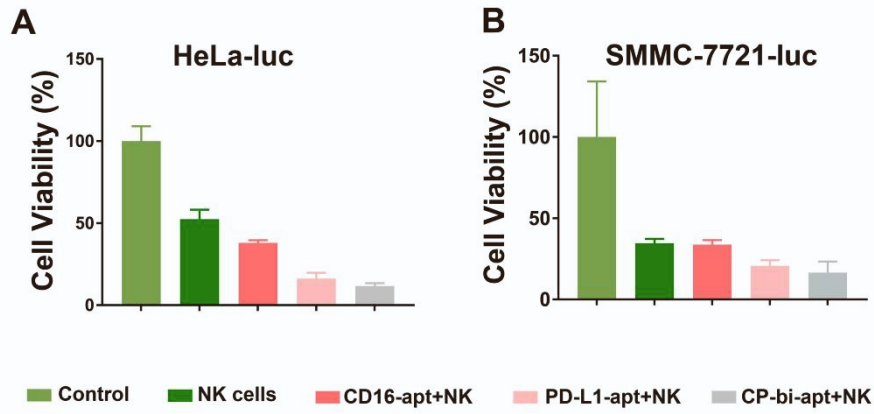 A
HeLa-luc
Cell Viability (%)
150
100
50
0
B
SMMC-7721-luc
Cell Viability (%)
150
100
50
0
Control
NK cells
CD16-apt+NK
PD-L1-apt+NK
CP-bi-apt+NK